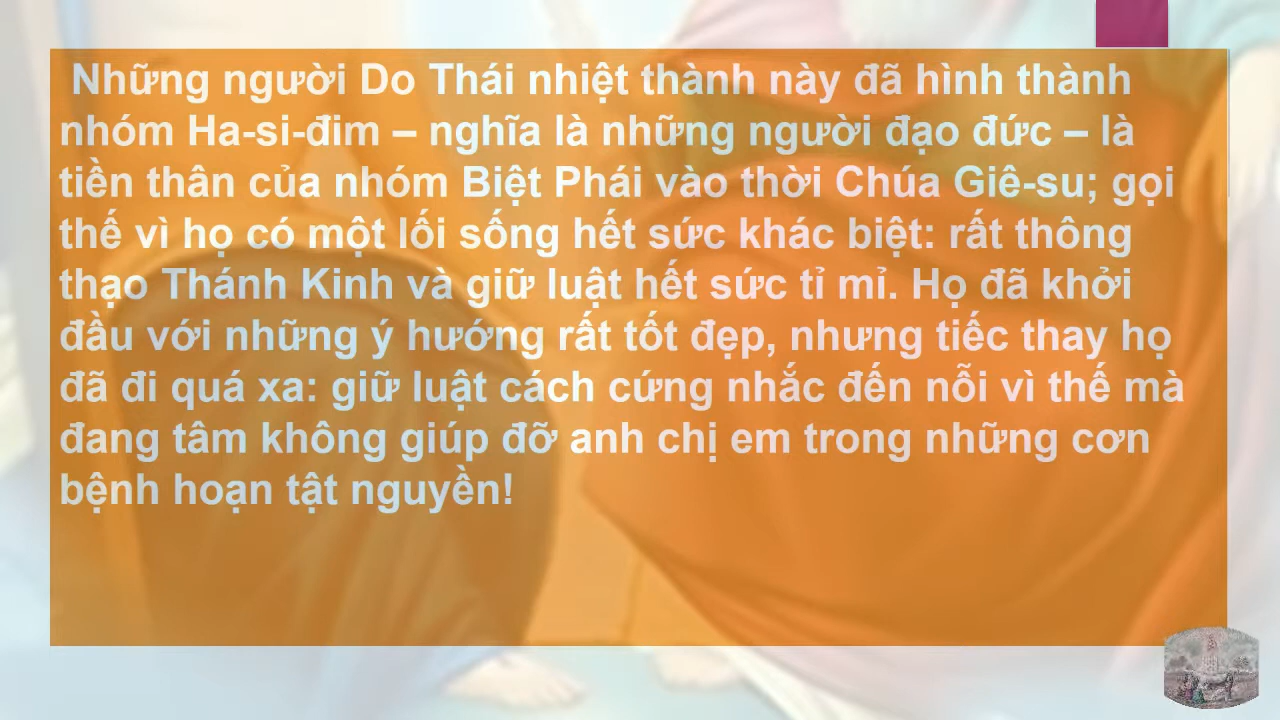 Những người Do Thái nhiệt thành này đã hình thành
nhóm Ha-si-đim – nghĩa là những người đạo đức – là
tiền thân của nhóm Biệt Phái vào thời Chúa Giê-su; gọi
thế vì họ có một lối sống hết sức khác biệt: rất thông
thạo Thánh Kinh và giữ luật hết sức tỉ mỉ. Họ đã khởi
đầu với những ý hướng rất tốt đẹp, nhưng tiếc thay họ
đã đi quá xa: giữ luật cách cứng nhắc đến nỗi vì thế mà
đang tâm không giúp đỡ anh chị em trong những cơn
bệnh hoạn tật nguyền!